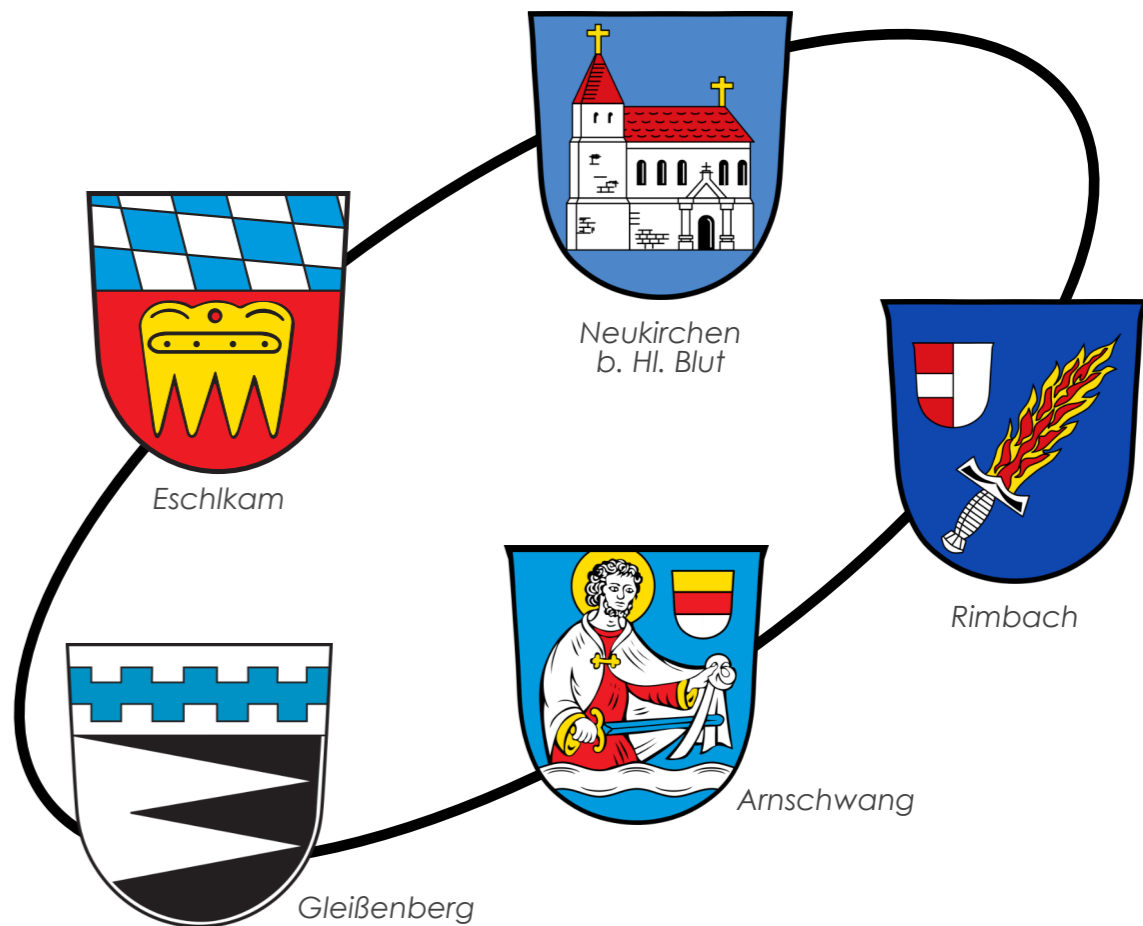 Neukirchen
b. Hl. Blut
Eschlkam
Rimbach
Arnschwang
Gleißenberg